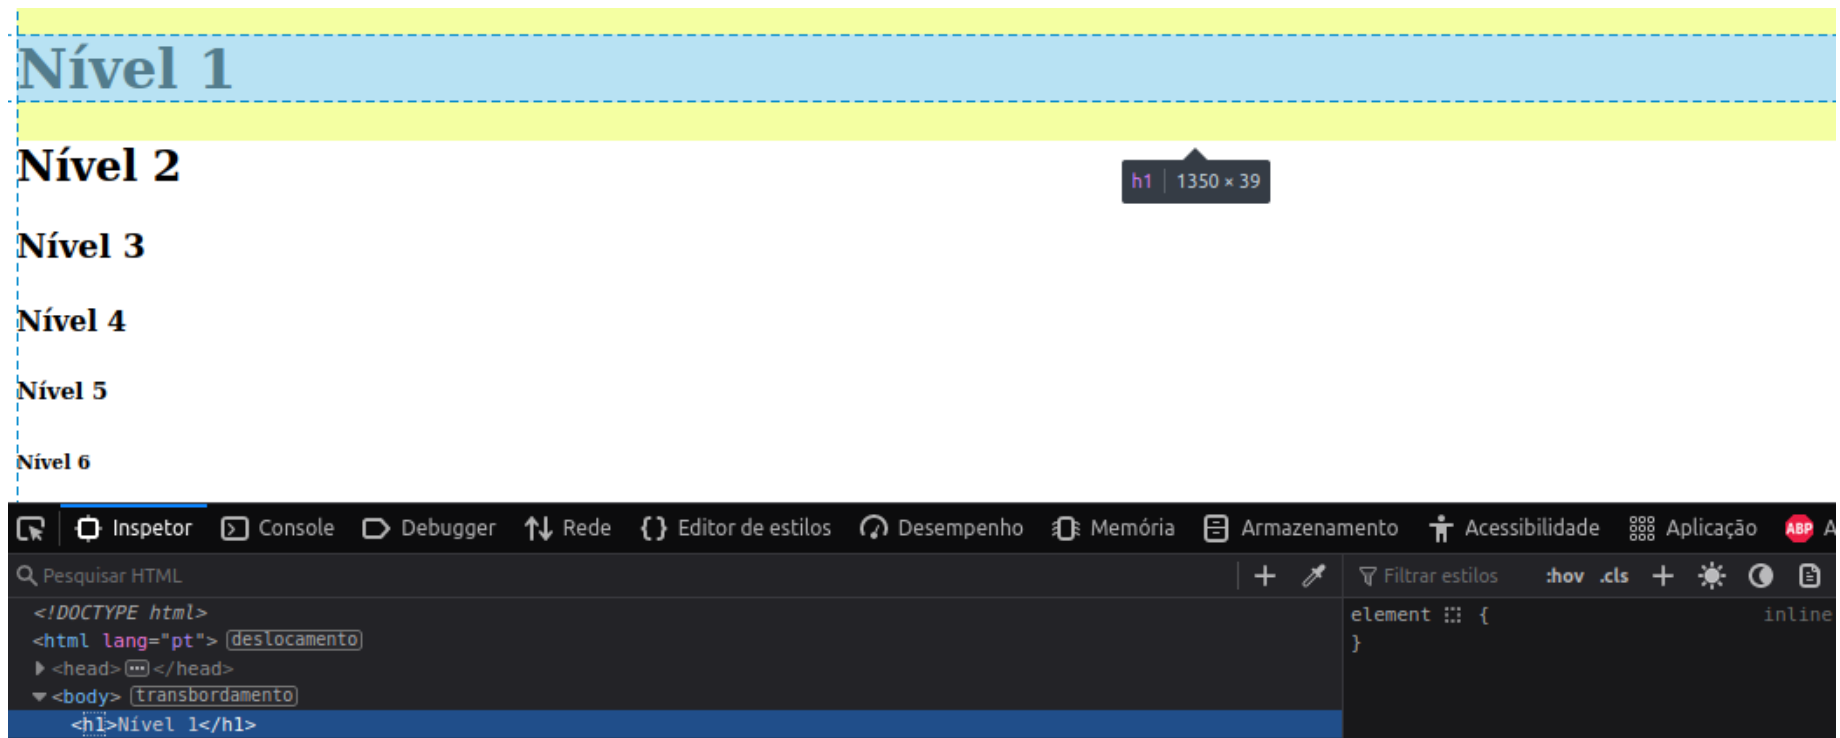 Nível 1
Nível 2
h1 1350 × 39
Nível 3
Nível 4
Nível 5
Nível 6
Inspetor Console Debugger Rede {} Editor de estilos Desempenho Memória Armazenamento Acessibilidade Aplicação ABP A
Pesquisar HTML + Filtrar estilos :hov .cls +
<!DOCTYPE html>
<html lang="pt"> deslocamento
<head> ... </head>
<body> transbordamento
<h1>Nível 1</h1>
element { inline
}